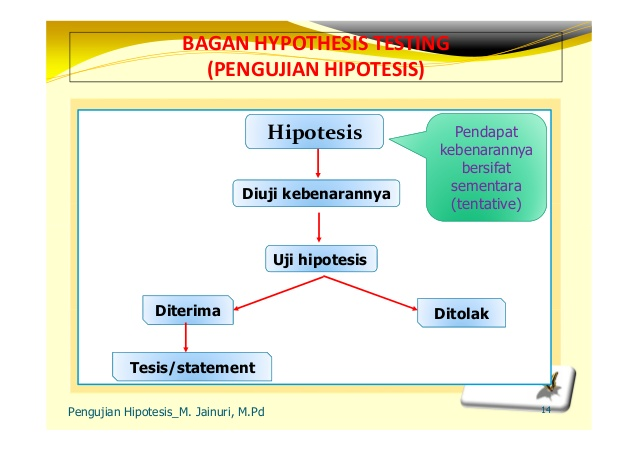 BAGAN HYPOTHESIS TESTING
(PENGUJIAN HIPOTESIS)
Hipotesis
Pendapat
kebenarannya
bersifat
sementara
(tentative)
Diuji kebenarannya
Uji hipotesis
Diterima
Ditolak
Tesis/statement
Pengujian Hipotesis_M. Jainuri, M.Pd
14